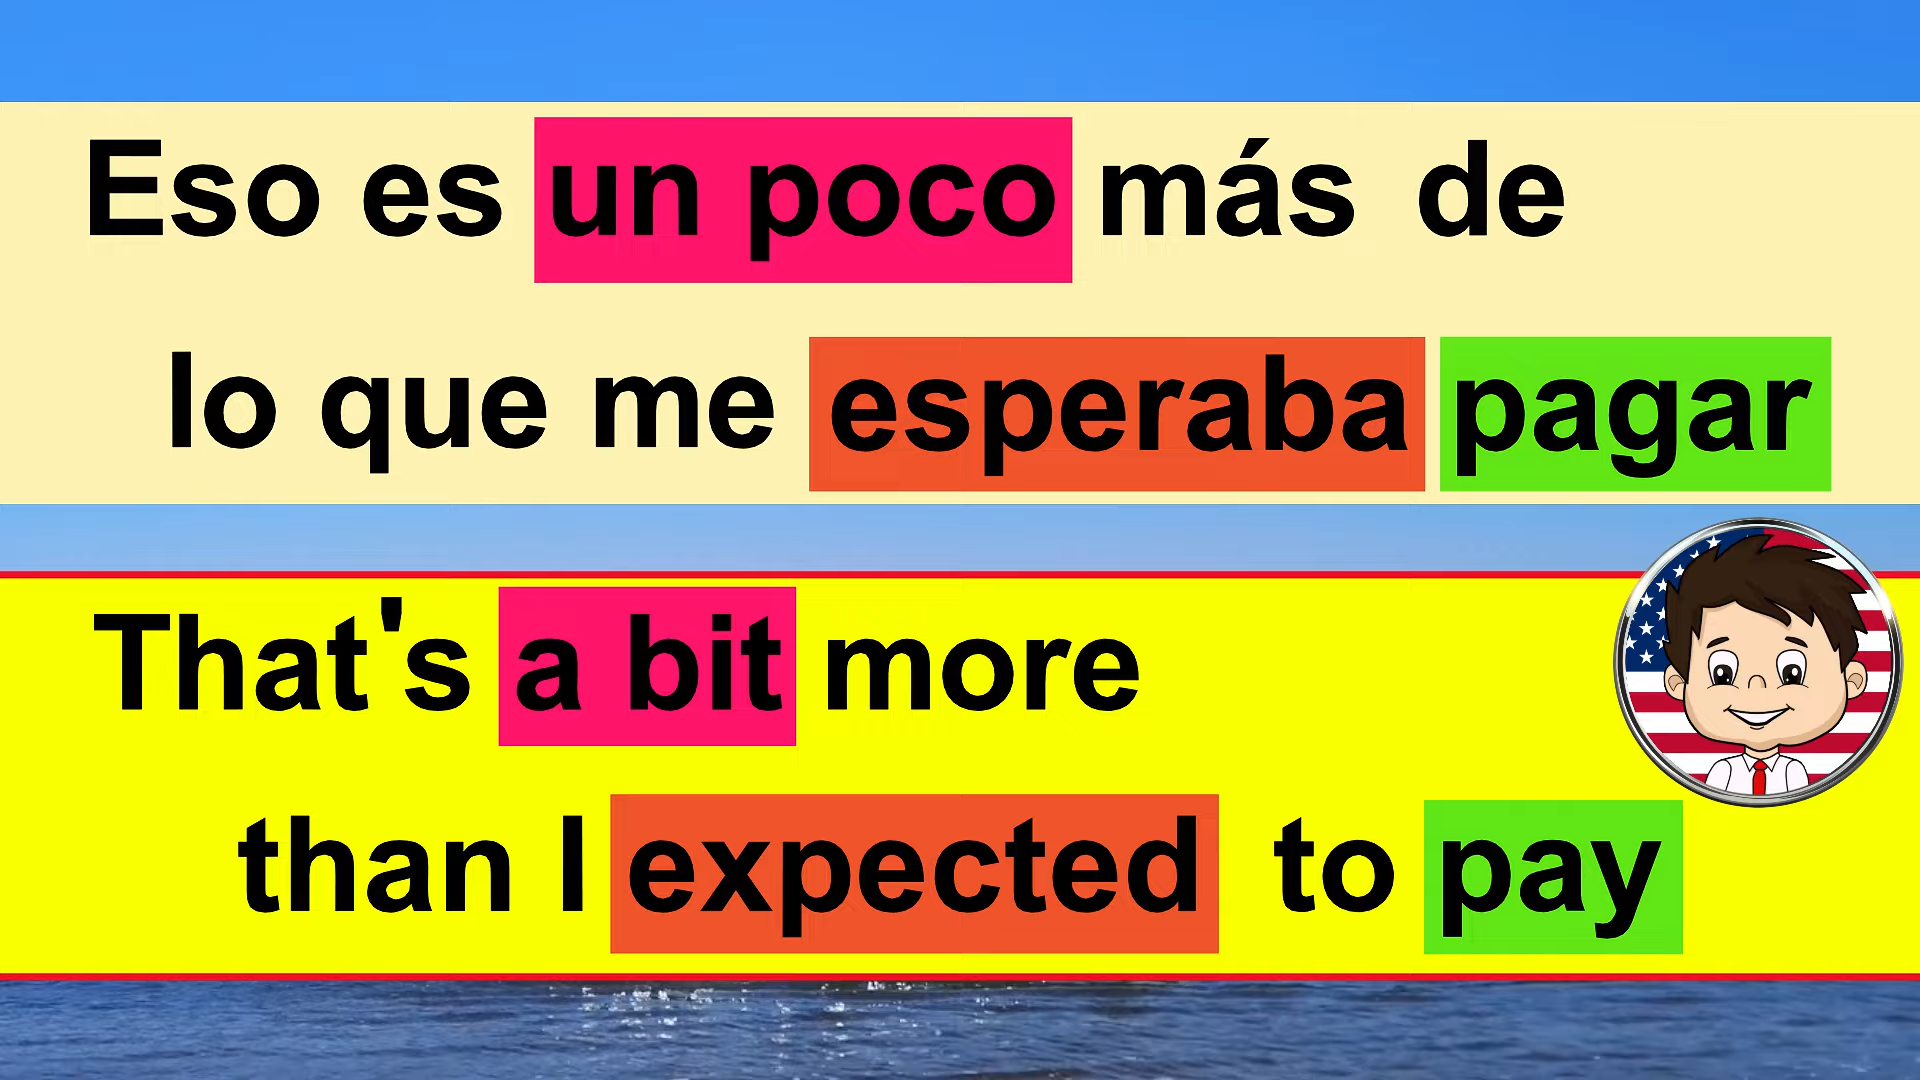 Eso es un poco más de
lo que me esperaba pagar
That's a bit more
than I expected to pay